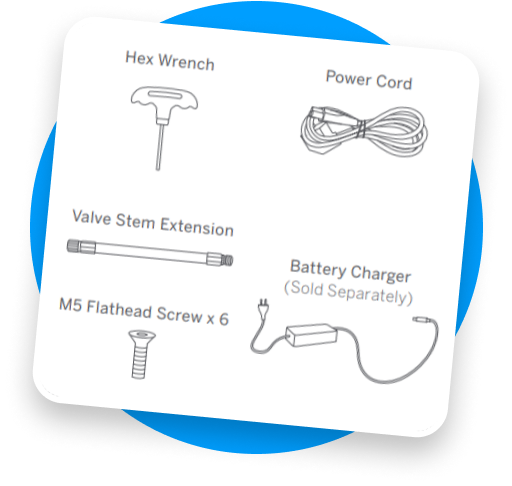 Hex Wrench
Power Cord
Valve Stem Extension
Battery Charger
(Sold Separately)
M5 Flathead Screw x 6